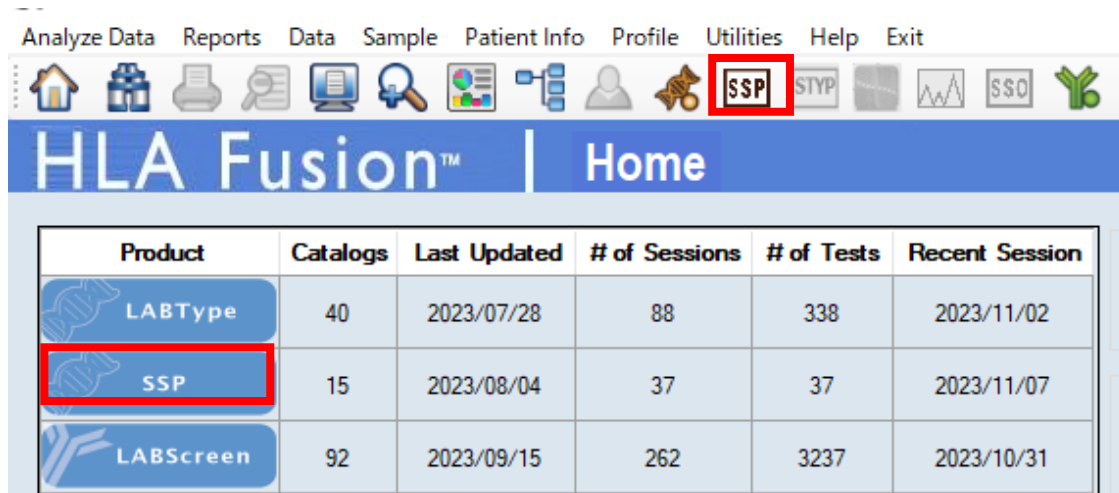 Analyze Data Reports Data Sample Patient Info Profile Utilities Help Exit
SSP STYP SSO
HLA Fusion™ | Home
Product Catalogs Last Updated # of Sessions # of Tests Recent Session
LABType 40 2023/07/28 88 338 2023/11/02
SSP 15 2023/08/04 37 37 2023/11/07
LABScreen 92 2023/09/15 262 3237 2023/10/31